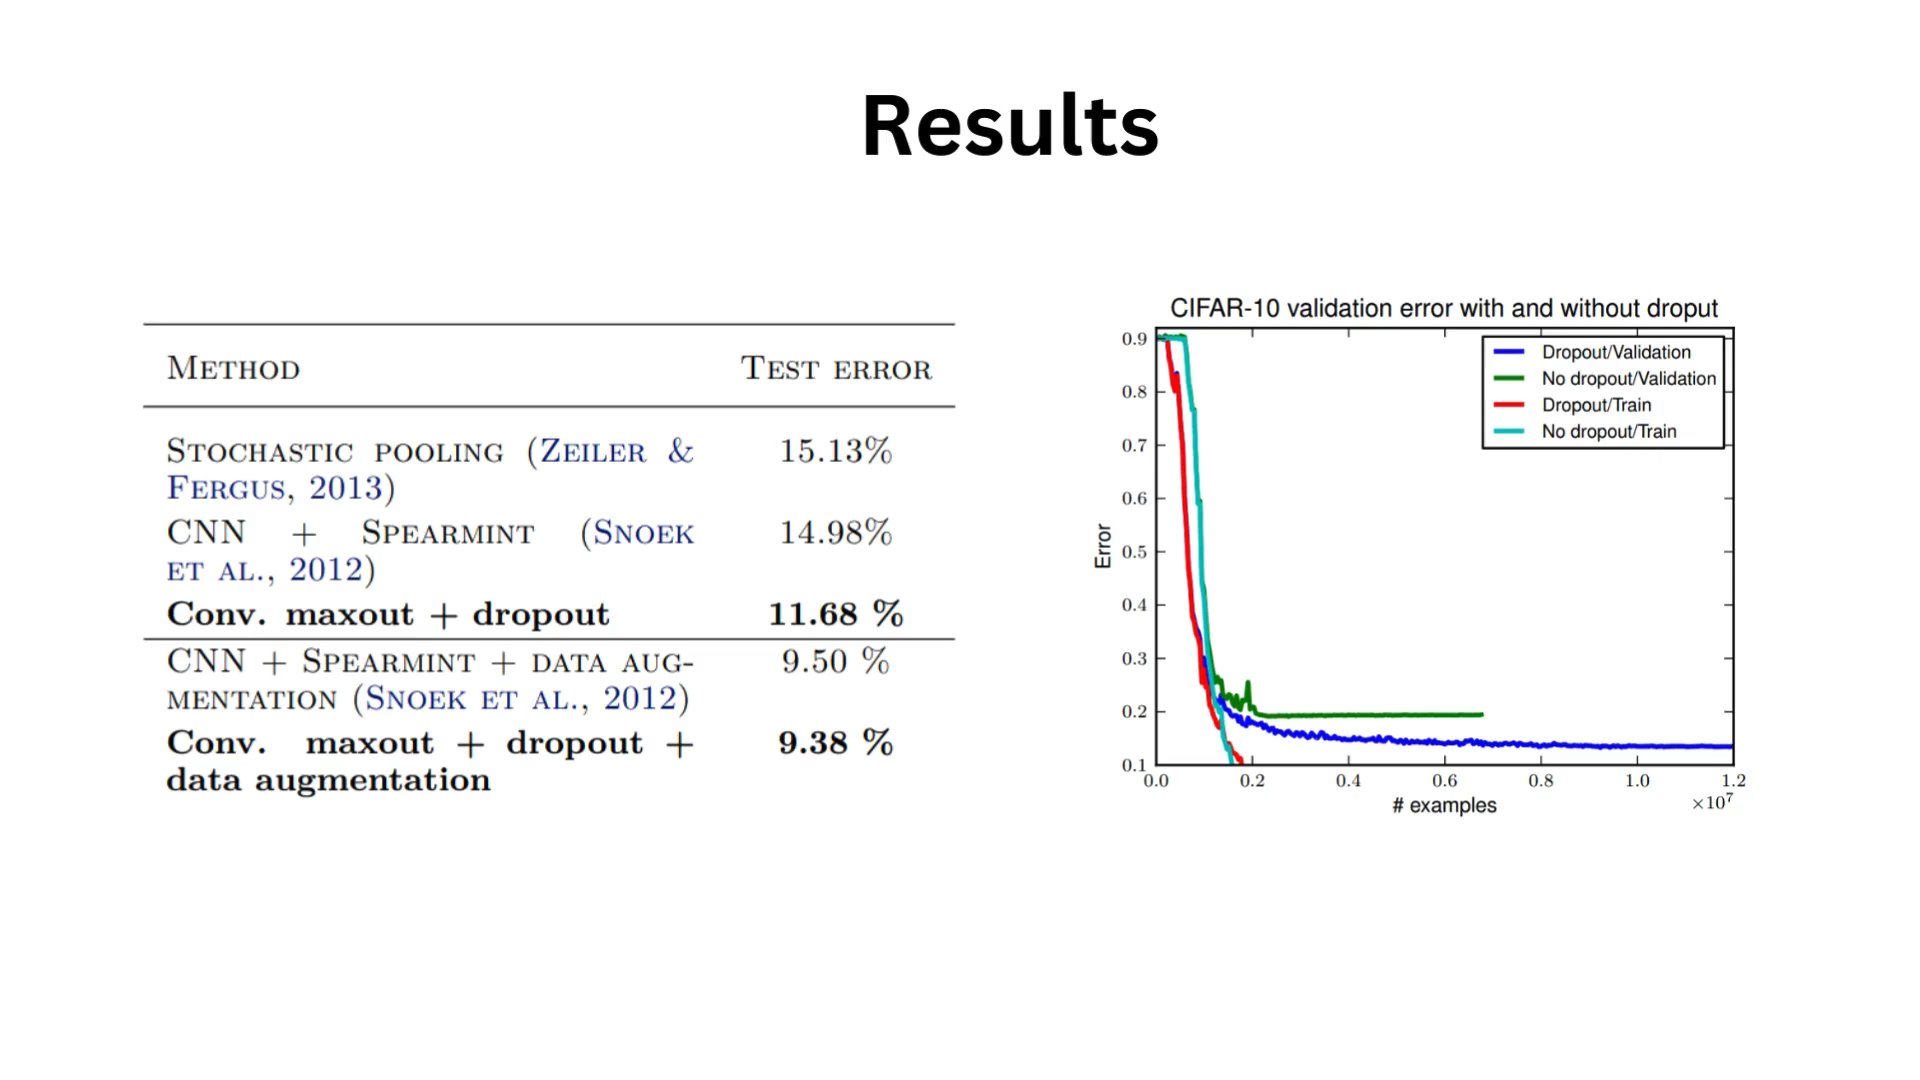 Results
METHOD TEST ERROR
STOCHASTIC POOLING (ZEILER & 15.13%
FERGUS, 2013)
CNN + SPEARMINT (SNOEK 14.98%
ET AL., 2012)
Conv. maxout + dropout 11.68 %
CNN + SPEARMINT + DATA AUG- 9.50 %
MENTATION (SNOEK ET AL., 2012)
Conv. maxout + dropout + 9.38 %
data augmentation
CIFAR-10 validation error with and without droput
Dropout/Validation
No dropout/Validation
Dropout/Train
No dropout/Train
Error
0.9
0.8
0.7
0.6
0.5
0.4
0.3
0.2
0.1
0.0 0.2 0.4 0.6 0.8 1.0 1.2
×10⁷
# examples